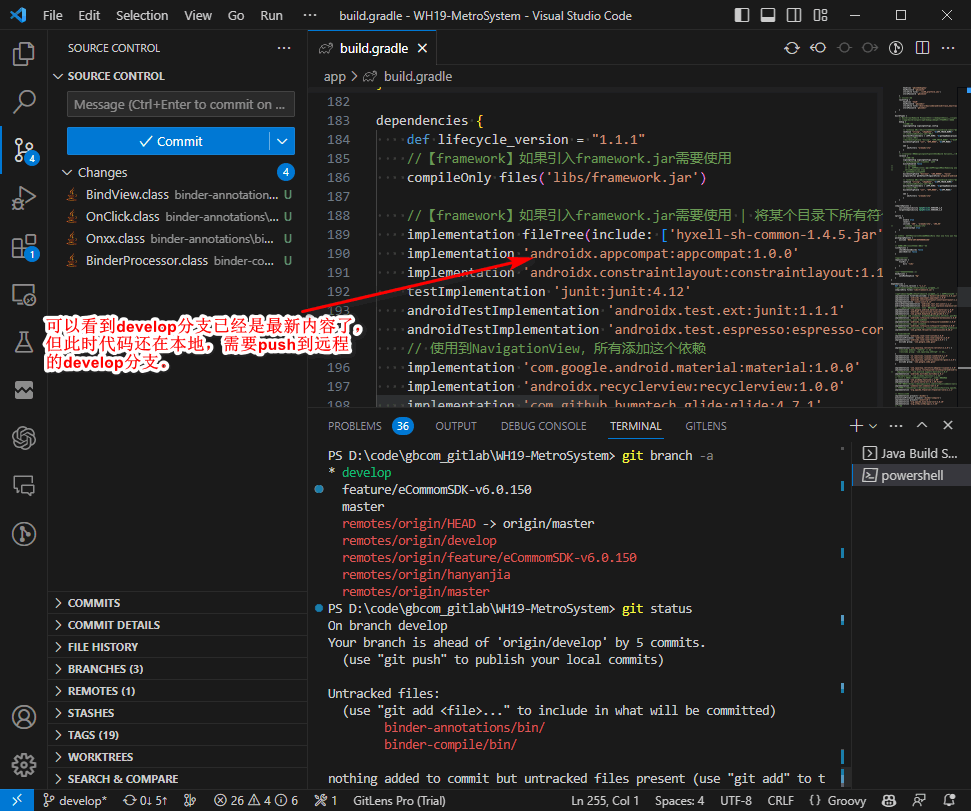 File Edit Selection View Go Run ··· build.gradle - WH19-MetroSystem - Visual Studio Code
SOURCE CONTROL ···
SOURCE CONTROL
Message (Ctrl+Enter to commit on ...
Commit
Changes 4
BindView.class binder-annotation... U
OnClick.class binder-annotations\... U
Onxx.class binder-annotations\bi... U
BinderProcessor.class binder-co... U
4
1
COMMITS
COMMIT DETAILS
FILE HISTORY
BRANCHES (3)
REMOTES (1)
STASHES
TAGS (19)
WORKTREES
SEARCH & COMPARE
build.gradle
app > build.gradle
182
183 dependencies {
184 ····def lifecycle_version = "1.1.1"
185 ····//【framework】如果引入framework.jar需要使用
186 ····compileOnly files('libs/framework.jar')
187
188 ····//【framework】如果引入framework.jar需要使用 | 将某个目录下所有符
189 ····implementation fileTree(include: ['hyxell-sh-common-1.4.5.jar'
190 ····implementation 'androidx.appcompat:appcompat:1.0.0'
191 ····implementation 'androidx.constraintlayout:constraintlayout:1.1
192 ····testImplementation 'junit:junit:4.12'
193 ····androidTestImplementation 'androidx.test.ext:junit:1.1.1
androidTestImplementation 'androidx.test.espresso:espresso-cor
// 使用到NavigationView, 所有添加这个依赖
196 ····implementation 'com.google.android.material:material:1.0.0'
197 ····implementation 'androidx.recyclerview:recyclerview:1.0.0'
198 ····implementation 'com.github.bumptech.glide:glide:4.7.1'
可以看到develop分支已经是最新内容了，
但此时代码还在本地，需要push到远程
的develop分支。
PROBLEMS 36 OUTPUT DEBUG CONSOLE TERMINAL GITLENS
Java Build S...
powershell
PS D:\code\gbcom_gitlab\WH19-MetroSystem> git branch -a
* develop
feature/eCommomSDK-v6.0.150
master
remotes/origin/HEAD -> origin/master
remotes/origin/develop
remotes/origin/feature/eCommomSDK-v6.0.150
remotes/origin/hanyanjia
remotes/origin/master
PS D:\code\gbcom_gitlab\WH19-MetroSystem> git status
On branch develop
Your branch is ahead of 'origin/develop' by 5 commits.
(use "git push" to publish your local commits)
Untracked files:
(use "git add <file>..." to include in what will be committed)
binder-annotations/bin/
binder-compile/bin/
nothing added to commit but untracked files present (use "git add" to t
develop* 0↓ 5↑ 26 4 6 1 GitLens Pro (Trial) Ln 255, Col 1 Spaces: 4 UTF-8 CRLF {} Groovy